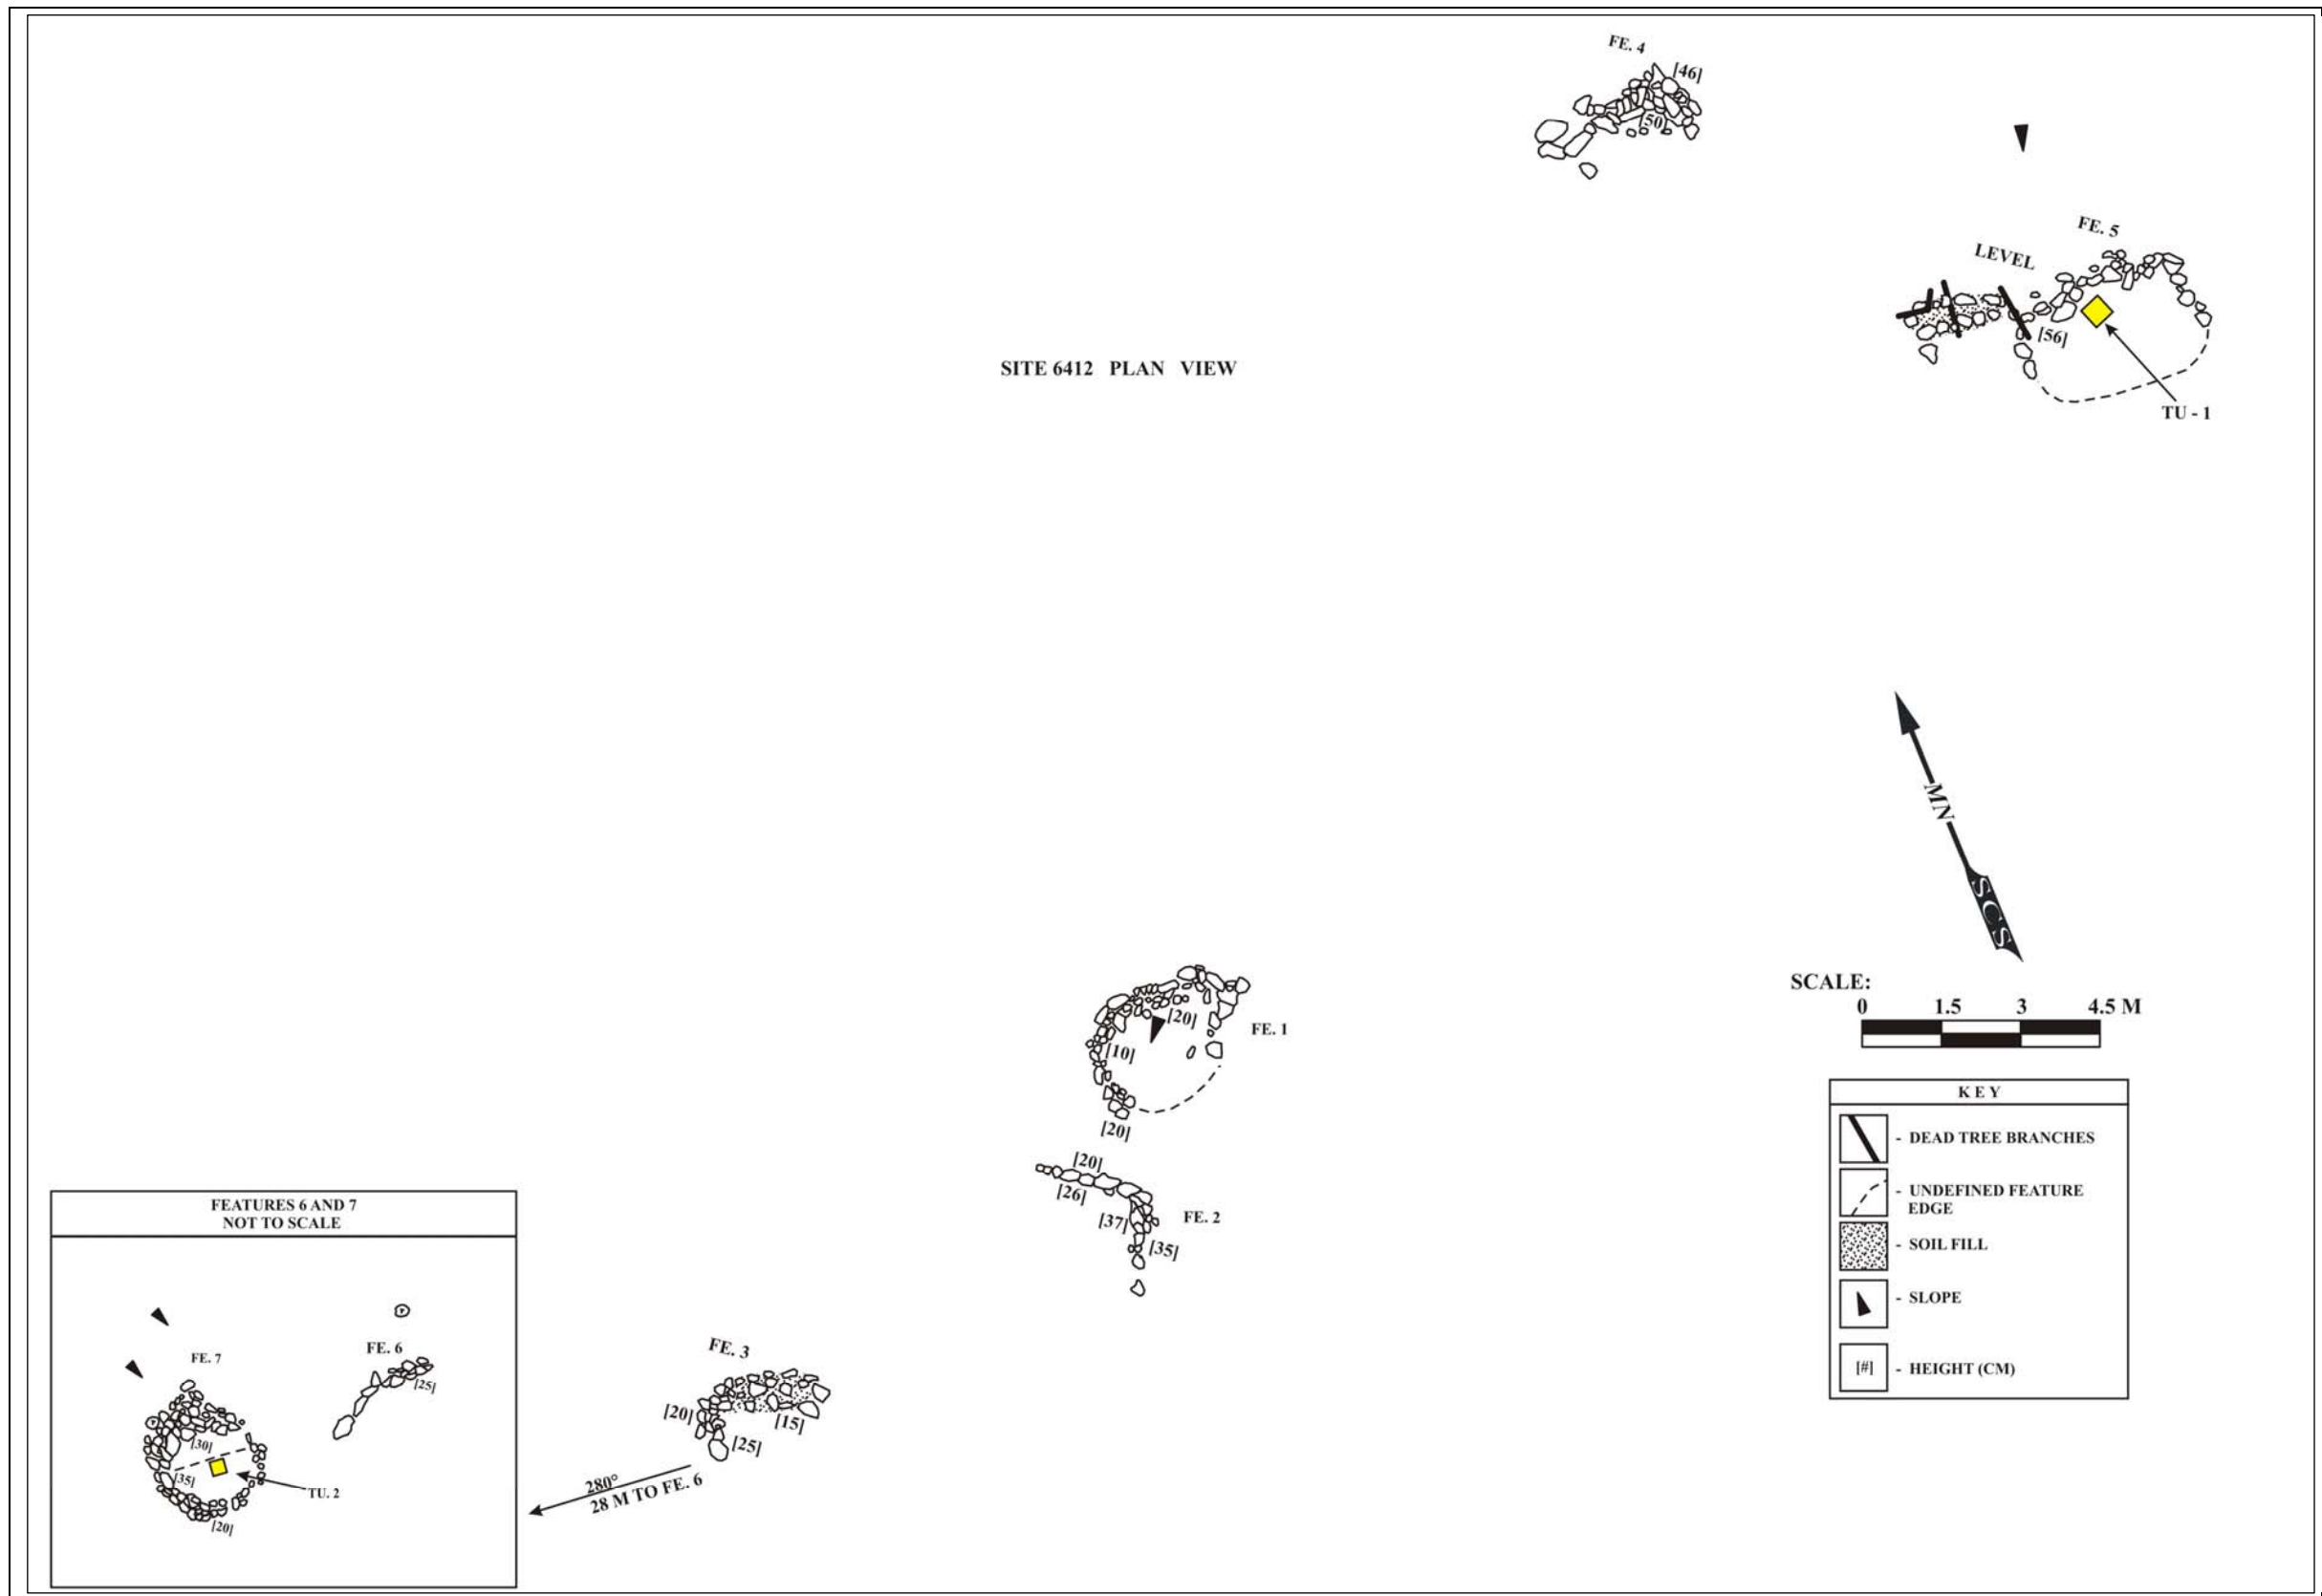 FE. 4
[46]
[50]
FE. 5
LEVEL
[56]
TU - 1
SITE 6412 PLAN VIEW
MN
SCS
SCALE:
0 1.5 3 4.5 M
KEY
- DEAD TREE BRANCHES
- UNDEFINED FEATURE
EDGE
- SOIL FILL
- SLOPE
[#] - HEIGHT (CM)
[20]
FE. 1
[10]
[20]
[20]
[26]
[37]
FE. 2
[35]
FE. 3
[20]
[15]
[25]
280°
28 M TO FE. 6
FEATURES 6 AND 7
NOT TO SCALE
P
FE. 6
FE. 7
[25]
P
[30]
[35]
TU. 2
[20]